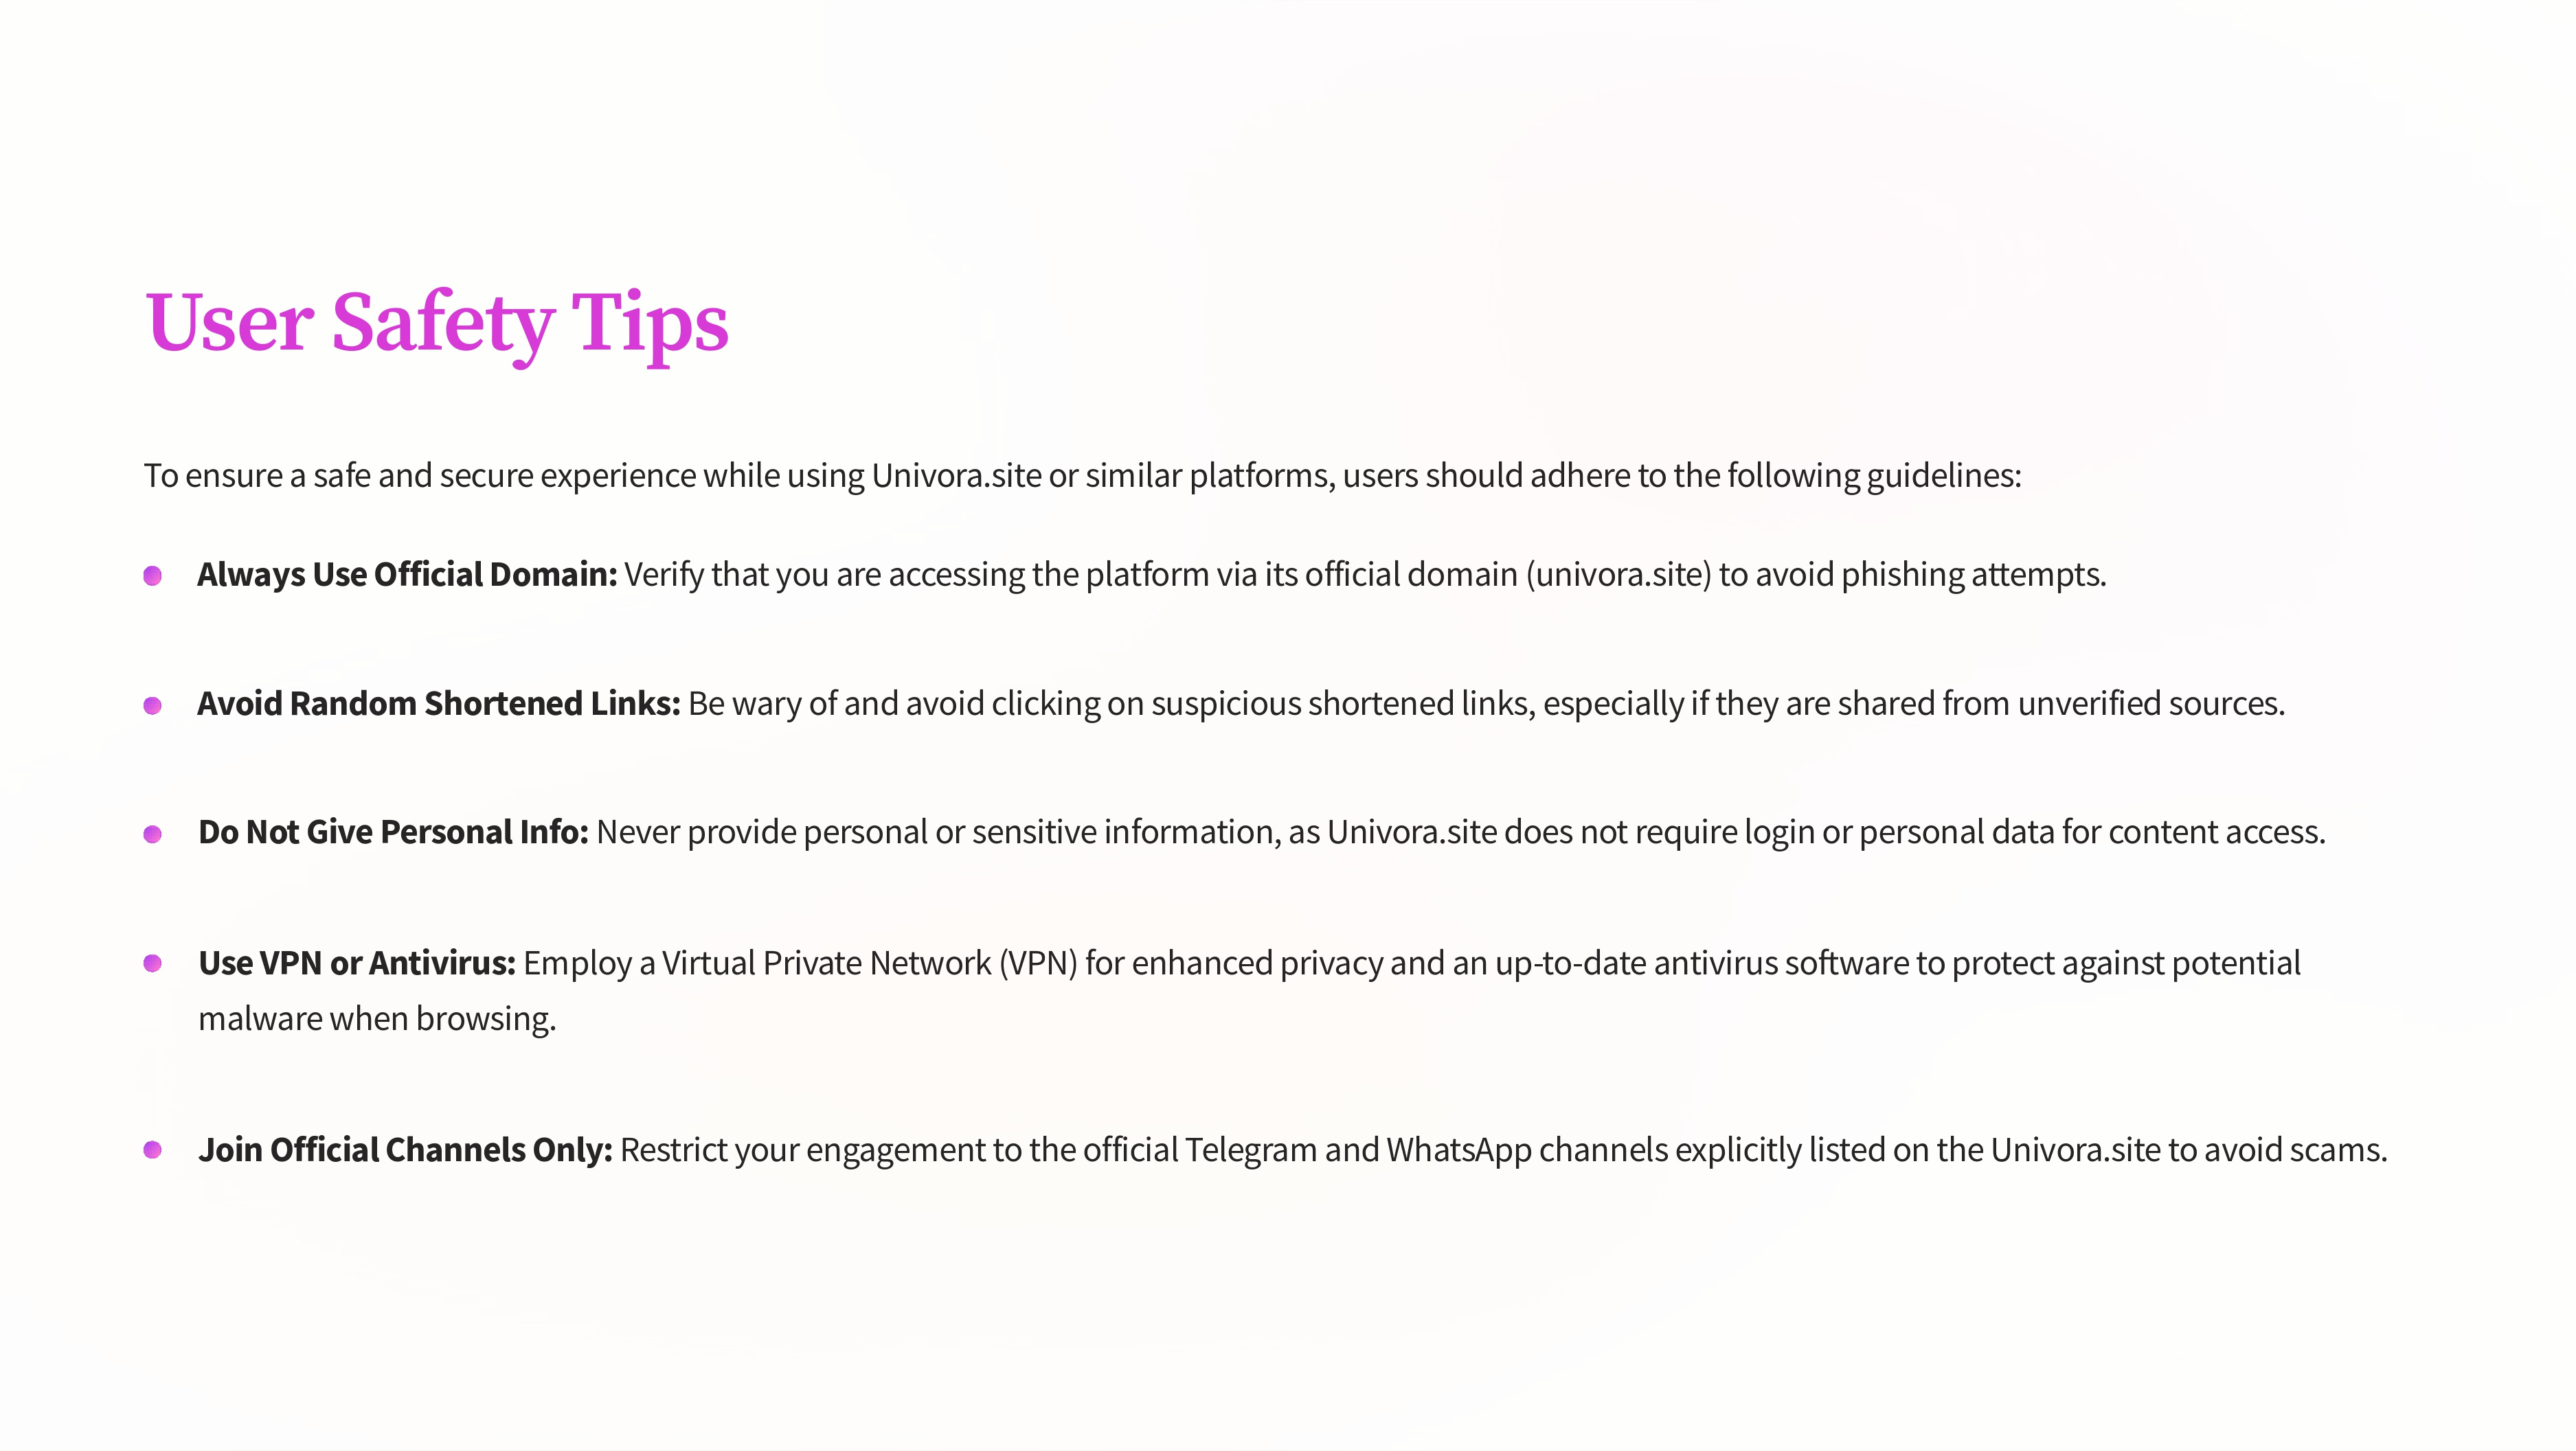 User Safety Tips
To ensure a safe and secure experience while using Univora.site or similar platforms, users should adhere to the following guidelines:
Always Use Official Domain: Verify that you are accessing the platform via its official domain (univora.site) to avoid phishing attempts.
Avoid Random Shortened Links: Be wary of and avoid clicking on suspicious shortened links, especially if they are shared from unverified sources.
Do Not Give Personal Info: Never provide personal or sensitive information, as Univora.site does not require login or personal data for content access.
Use VPN or Antivirus: Employ a Virtual Private Network (VPN) for enhanced privacy and an up-to-date antivirus software to protect against potential
malware when browsing.
Join Official Channels Only: Restrict your engagement to the official Telegram and WhatsApp channels explicitly listed on the Univora.site to avoid scams.